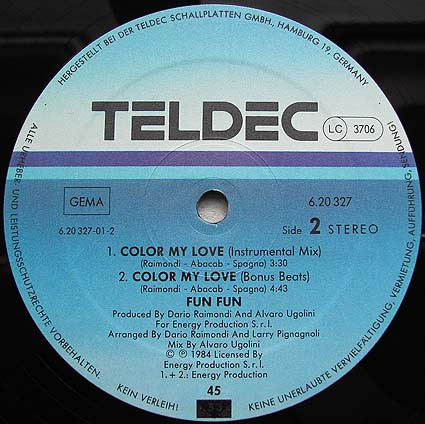 HERGESTELLT BEI DER TELDEC SCHALLPLATTEN GMBH, HAMBURG 19, GERMANY
TELDEC
LC 3706
GEMA
6.20 327
6.20 327-01-2
Side 2 STEREO
1. COLOR MY LOVE (Instrumental Mix)
(Raimondi - Abacab - Spagna) 3:30
2. COLOR MY LOVE (Bonus Beats)
(Raimondi - Abacab - Spagna) 4:43
FUN FUN
Produced By Dario Raimondi And Alvaro Ugolini
For Energy Production S.r.l.
Arranged By Dario Raimondi And Larry Pignagnoli
Mix By Alvaro Ugolini
© ℗ 1984 Licensed By
Energy Production S.r.l.
1. + 2.: Energy Production
45
ALLE URHEBER- UND LEISTUNGSSCHUTZRECHTE VORBEHALTEN.
KEIN VERLEIH!
KEINE UNERLAUBTE VERVIELFÄLTIGUNG, VERMIETUNG, AUFFÜHRUNG, SENDUNG!